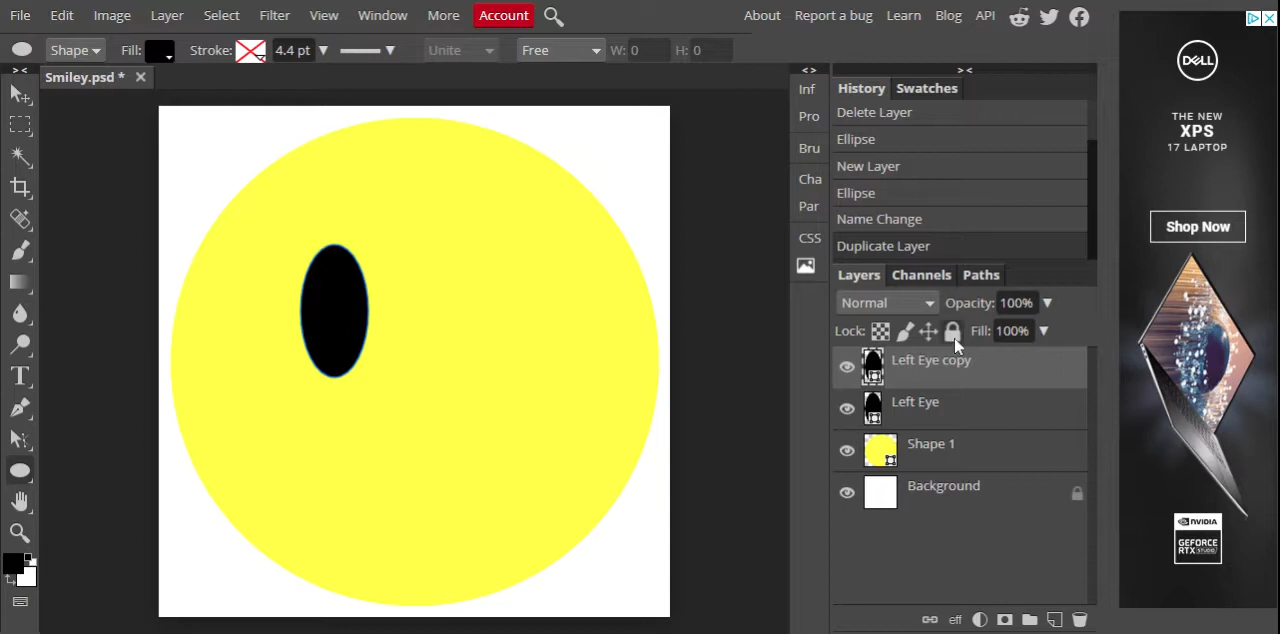 File Edit Image Layer Select Filter View Window More Account About Report a bug Learn Blog API
Shape Fill: Stroke: 4.4 pt Unite Free W: 0 H: 0
> < < > > <
Smiley.psd *
Inf
Pro
Bru
Cha
Par
CSS
History Swatches
Delete Layer
Ellipse
New Layer
Ellipse
Name Change
Duplicate Layer
Layers Channels Paths
Normal Opacity: 100%
Lock: Fill: 100%
Left Eye copy
Left Eye
Shape 1
Background
eff
DELL
THE NEW
XPS
17 LAPTOP
Shop Now
NVIDIA
GEFORCE
RTX STUDIO